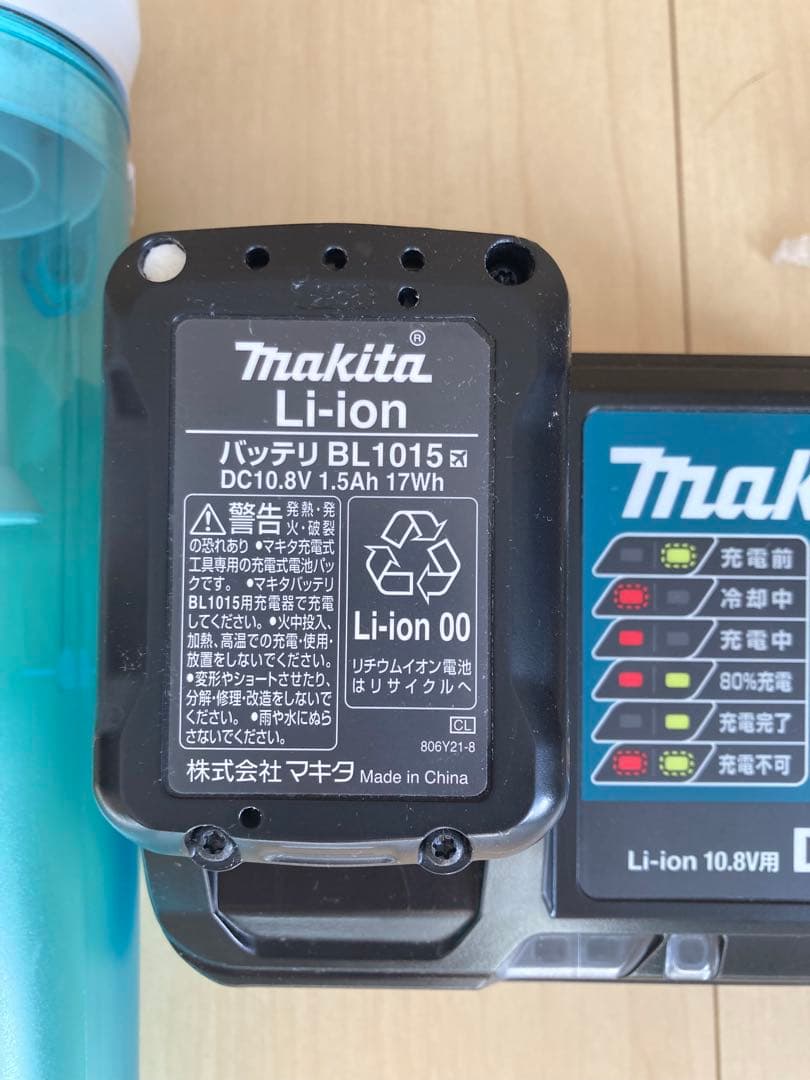 makita®
Li-ion
バッテリ BL1015
DC10.8V 1.5Ah 17Wh
警告 発熱・発
火・破裂
の恐れあり ●マキタ充電式
工具専用の充電式電池パッ
クです。 ●マキタバッテリ
BL1015用充電器で充電
してください。●火中投入、
加熱、高温での充電・使用・
放置をしないでください。
●変形やショートさせたり、
分解・修理・改造をしないで
ください。 ●雨や水にぬら
さないでください。
Li-ion 00
リチウムイオン電池
はリサイクルへ
CL
806Y21-8
株式会社マキタ Made in China
Mak
充電前
冷却中
充電中
80%充電
充電完了
充電不可
Li-ion 10.8V用